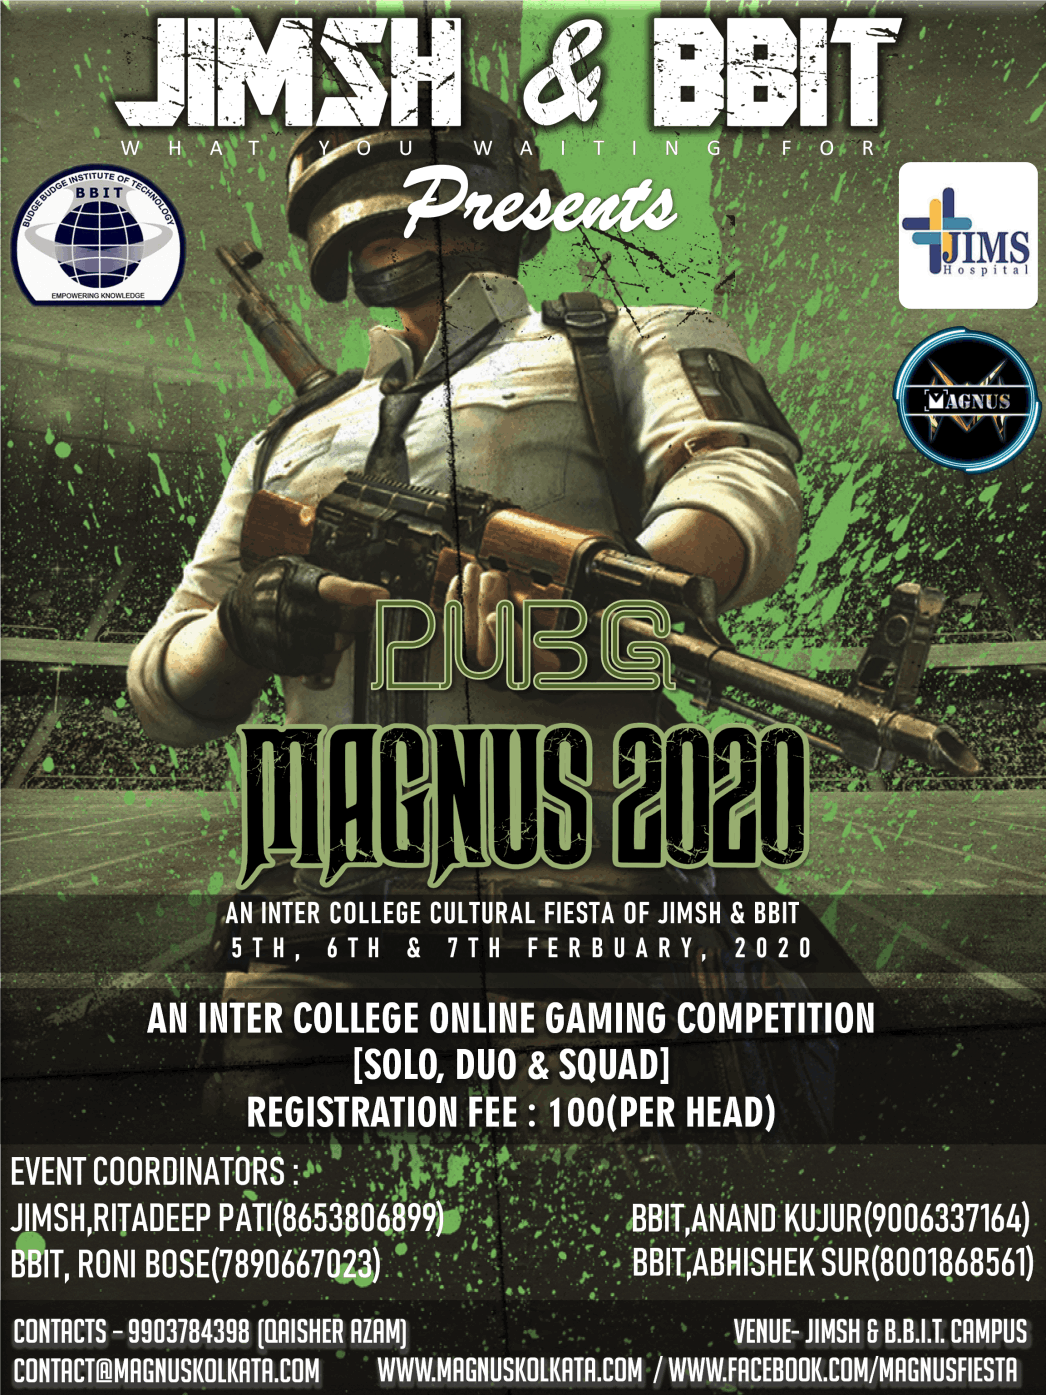 JIMSH & BBIT
WHAT YOU WAITING FOR
Presents
BUDGE BUDGE INSTITUTE OF TECHNOLOGY
BBIT
EMPOWERING KNOWLEDGE
JIMS
Hospital
MAGNUS
PUBG
MAGNUS 2020
AN INTER COLLEGE CULTURAL FIESTA OF JIMSH & BBIT
5TH, 6TH & 7TH FERBUARY, 2020
AN INTER COLLEGE ONLINE GAMING COMPETITION
[SOLO, DUO & SQUAD]
REGISTRATION FEE : 100(PER HEAD)
EVENT COORDINATORS :
JIMSH,RITADEEP PATI(8653806899)
BBIT, RONI BOSE(7890667023)
BBIT,ANAND KUJUR(9006337164)
BBIT,ABHISHEK SUR(8001868561)
CONTACTS - 9903784398 (QAISHER AZAM)
VENUE- JIMSH & B.B.I.T. CAMPUS
CONTACT@MAGNUSKOLKATA.COM
WWW.MAGNUSKOLKATA.COM / WWW.FACEBOOK.COM/MAGNUSFIESTA